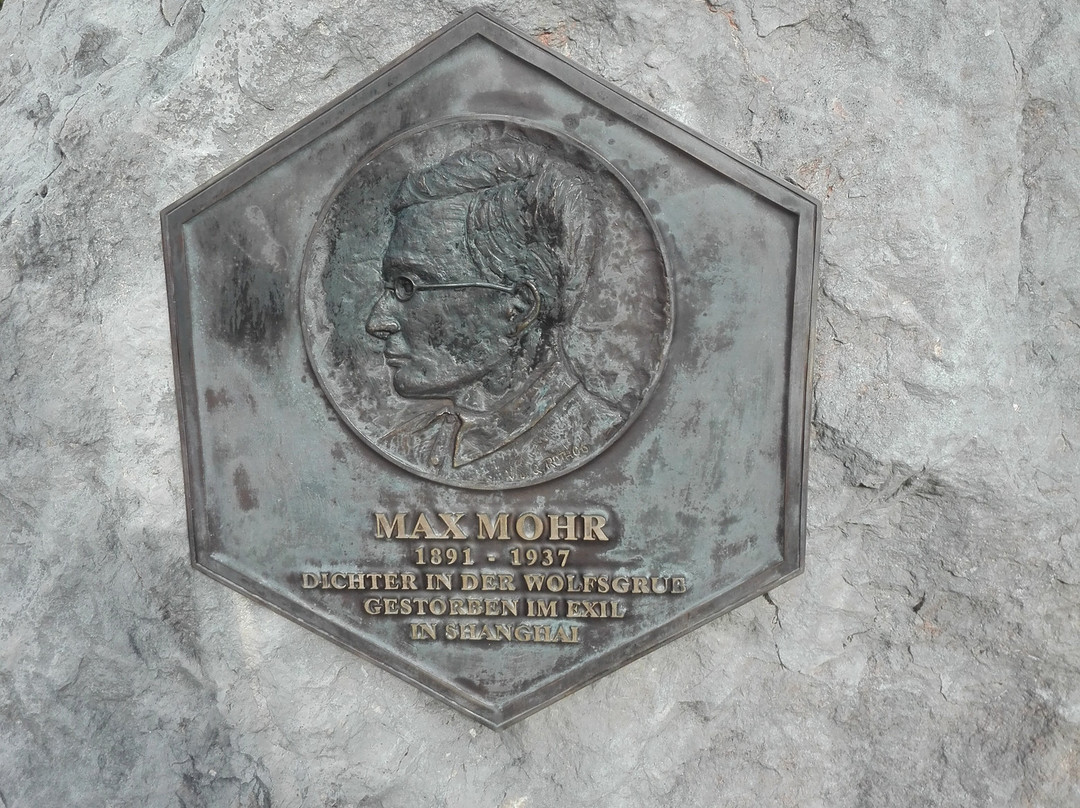 MAX MOHR
1891 - 1937
DICHTER IN DER WOLFSGRUB
GESTORBEN IM EXIL
IN SHANGHAI